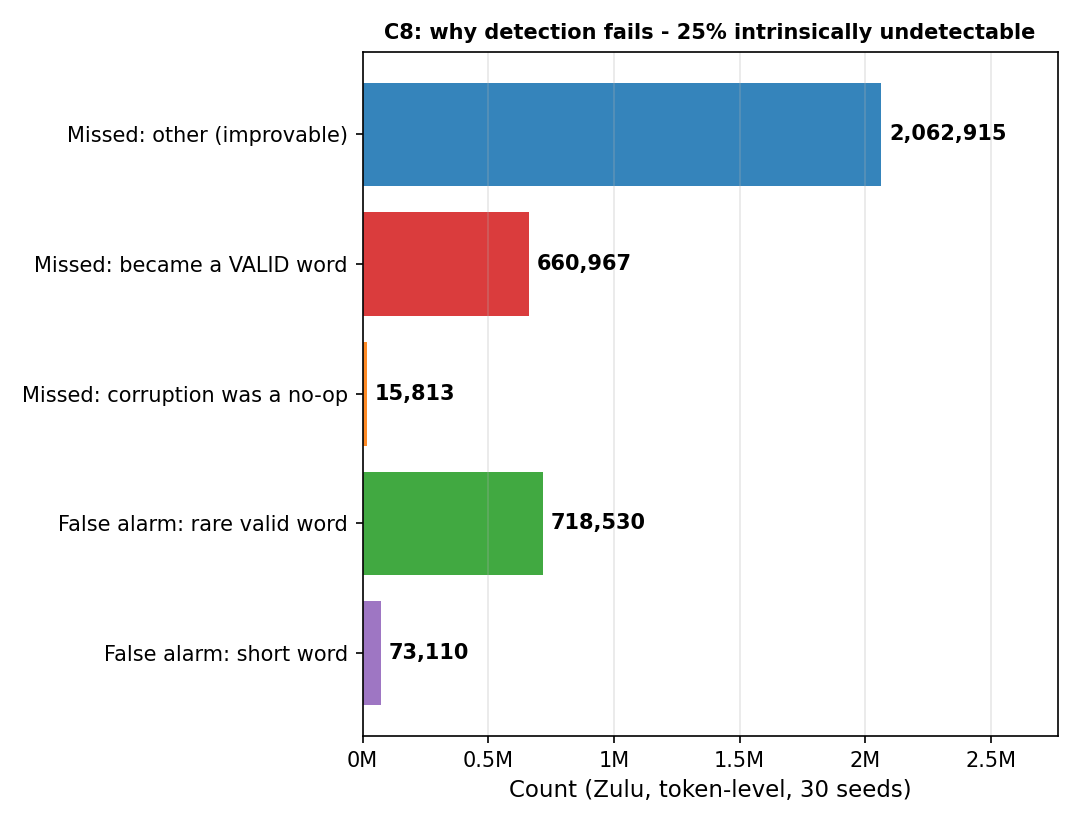 C8: why detection fails - 25% intrinsically undetectable
Missed: other (improvable)
2,062,915
Missed: became a VALID word
660,967
Missed: corruption was a no-op
15,813
False alarm: rare valid word
718,530
False alarm: short word
73,110
0M 0.5M 1M 1.5M 2M 2.5M
Count (Zulu, token-level, 30 seeds)